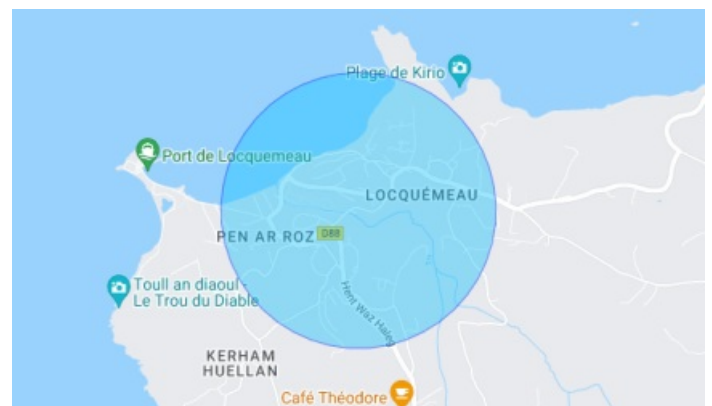 Plage de Kirio
Port de Locquemeau
LOCQUÉMEAU
PEN AR ROZ
D88
Toull an diaoul -
Le Trou du Diable
Hent Waz Haleg
KERHAM
HUELLAN
Café Théodore